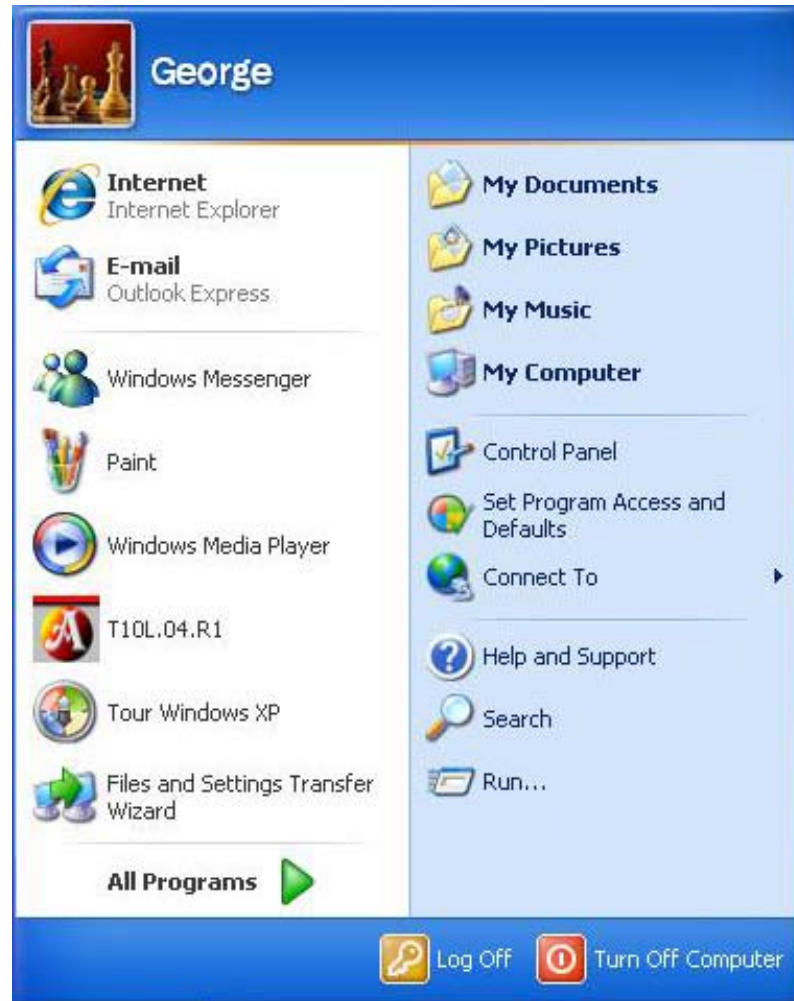 George
Internet
Internet Explorer
E-mail
Outlook Express
Windows Messenger
Paint
Windows Media Player
T10L.04.R1
Tour Windows XP
Files and Settings Transfer
Wizard
All Programs
My Documents
My Pictures
My Music
My Computer
Control Panel
Set Program Access and
Defaults
Connect To
Help and Support
Search
Run...
Log Off
Turn Off Computer